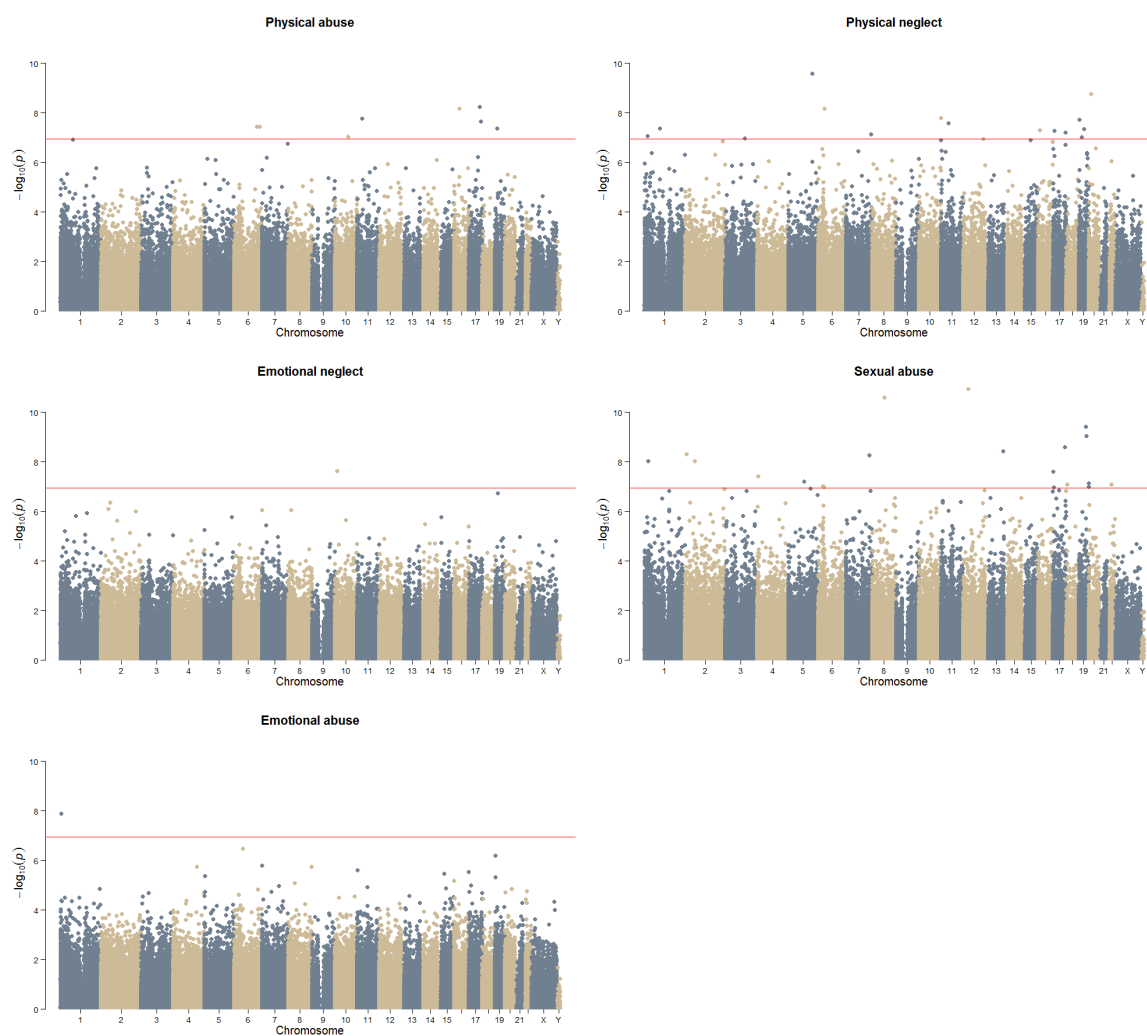 Physical abuse
10
8
6
4
2
0
− log10(p)
1 2 3 4 5 6 7 8 9 10 11 12 13 14 15 17 19 21 X Y
Chromosome
Physical neglect
10
8
6
4
2
0
− log10(p)
1 2 3 4 5 6 7 8 9 10 11 12 13 14 15 17 19 21 X Y
Chromosome
Emotional neglect
10
8
6
4
2
0
− log10(p)
1 2 3 4 5 6 7 8 9 10 11 12 13 14 15 17 19 21 X Y
Chromosome
Sexual abuse
10
8
6
4
2
0
− log10(p)
1 2 3 4 5 6 7 8 9 10 11 12 13 14 15 17 19 21 X Y
Chromosome
Emotional abuse
10
8
6
4
2
0
− log10(p)
1 2 3 4 5 6 7 8 9 10 11 12 13 14 15 17 19 21 X Y
Chromosome